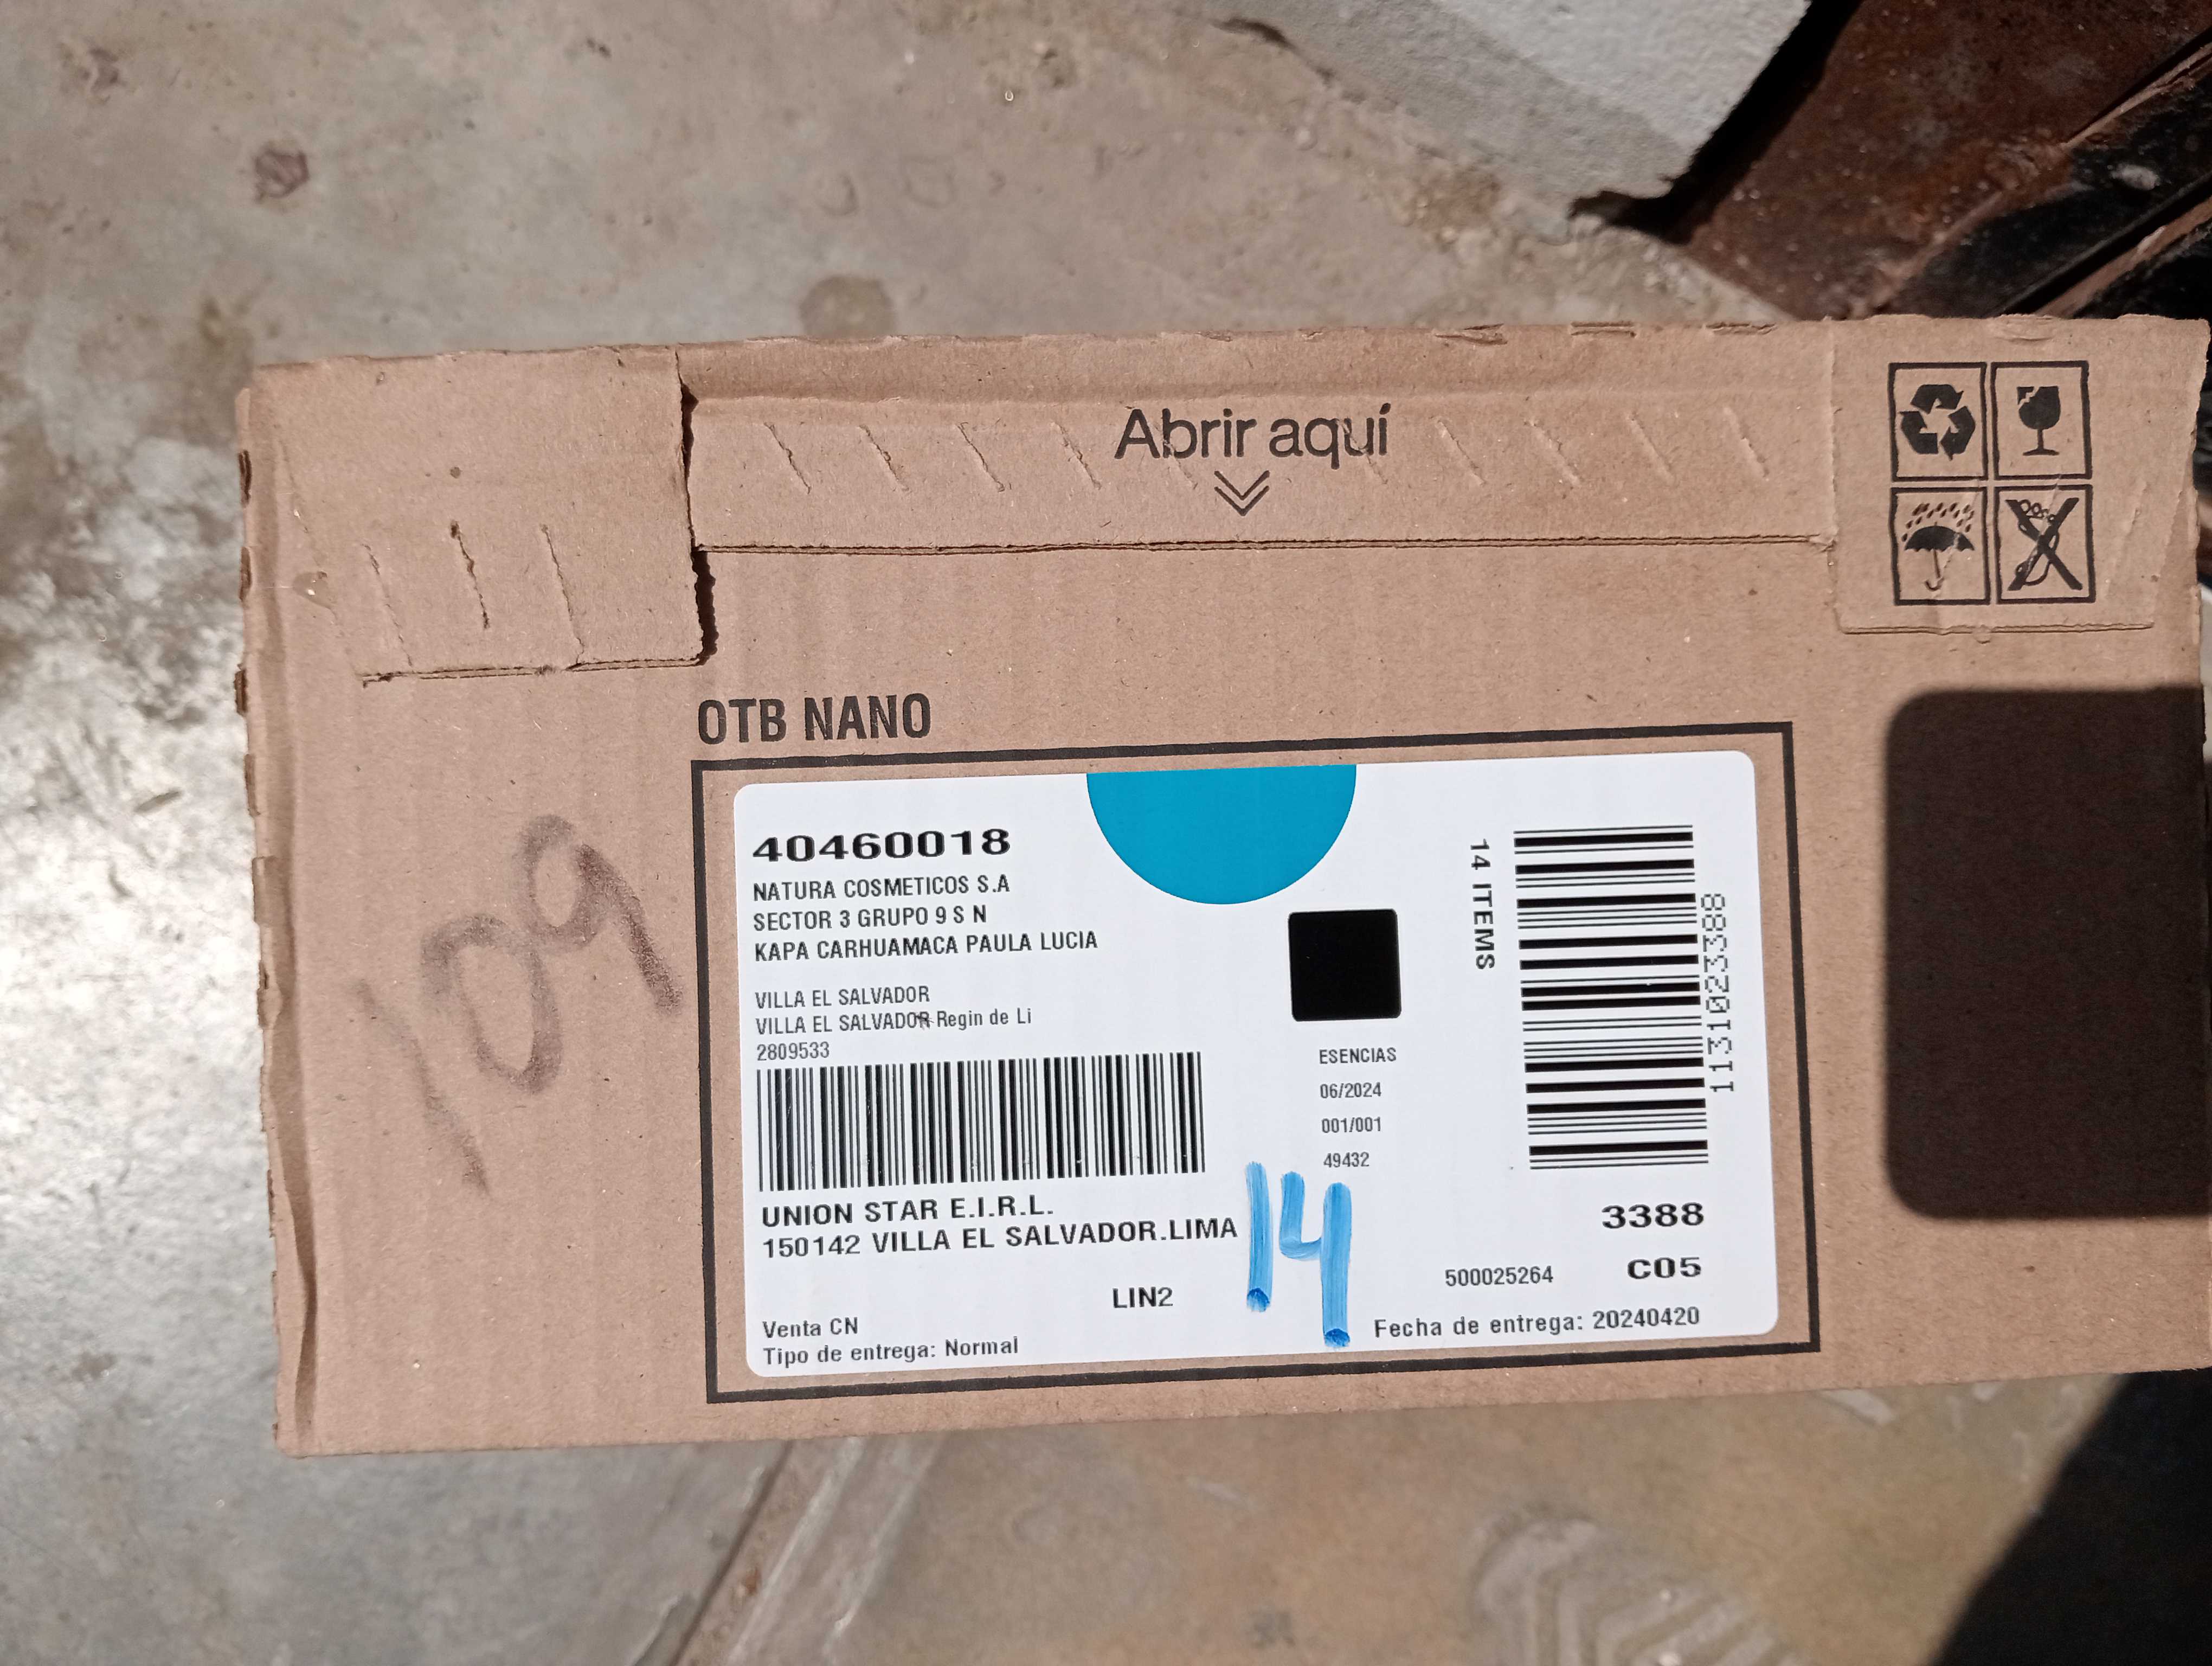 Abrir aquí
OTB NANO
109
40460018
NATURA COSMETICOS S.A
SECTOR 3 GRUPO 9 S N
KAPA CARHUAMACA PAULA LUCIA
VILLA EL SALVADOR
VILLA EL SALVADOR Regin de Li
2809533
UNION STAR E.I.R.L.
150142 VILLA EL SALVADOR.LIMA
LIN2
Venta CN
Tipo de entrega: Normal
ESENCIAS
06/2024
001/001
49432
14
14 ITEMS
1131023388
3388
500025264 C05
Fecha de entrega: 20240420